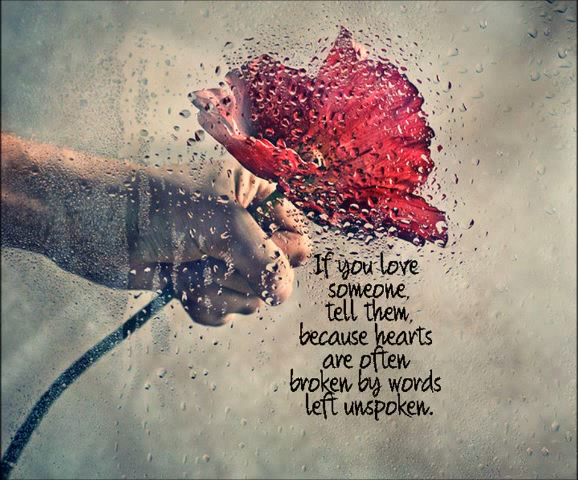 If you love
someone,
tell them,
because hearts
are often
broken by words
left unspoken.